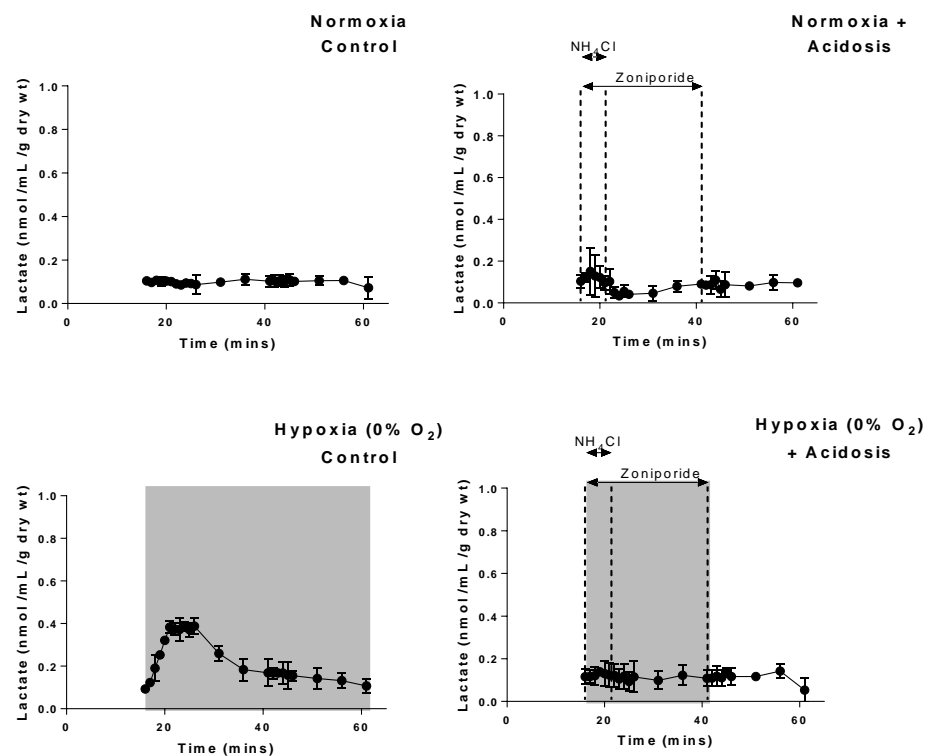 Normoxia
Control
Lactate (nmol/mL/g dry wt)
1.0
0.8
0.6
0.4
0.2
0.0
0
20
40
60
Time (mins)
Normoxia +
Acidosis
NH4Cl
Zoniporide
Lactate (nmol/mL/g dry wt)
1.0
0.8
0.6
0.4
0.2
0.0
0
20
40
60
Time (mins)
Hypoxia (0% O2)
Control
Lactate (nmol/mL/g dry wt)
1.0
0.8
0.6
0.4
0.2
0.0
0
20
40
60
Time (mins)
Hypoxia (0% O2)
+ Acidosis
NH4Cl
Zoniporide
Lactate (nmol/mL/g dry wt)
1.0
0.8
0.6
0.4
0.2
0.0
0
20
40
60
Time (mins)